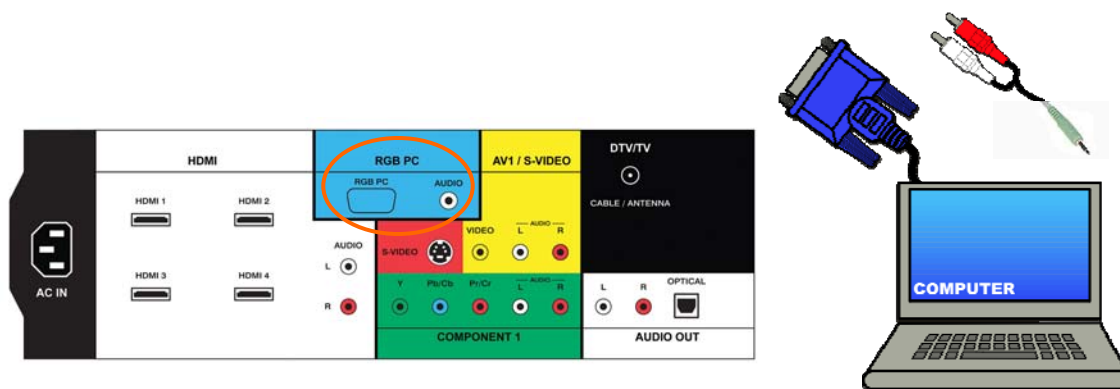 AC IN
HDMI
HDMI 1
HDMI 2
HDMI 3
HDMI 4
AUDIO
L
R
RGB PC
RGB PC
AUDIO
AV1 / S-VIDEO
S-VIDEO
VIDEO
AUDIO
L R
Y Pb/Cb Pr/Cr
AUDIO
L R
COMPONENT 1
DTV/TV
CABLE / ANTENNA
L R OPTICAL
AUDIO OUT
COMPUTER